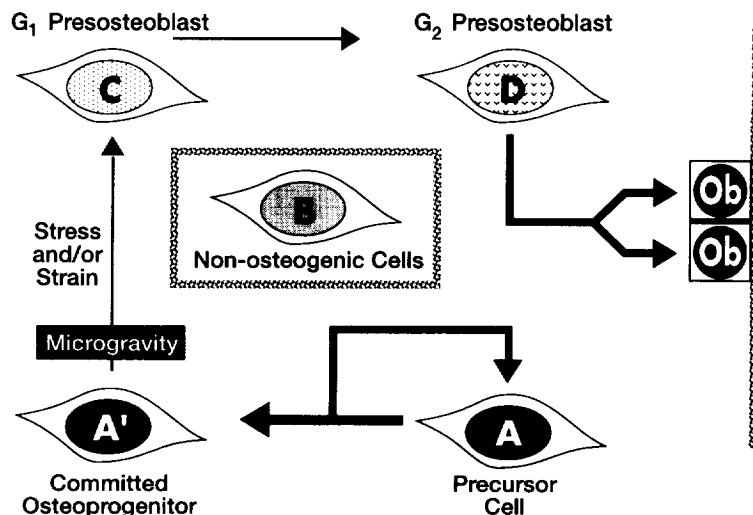 G₁ Presosteoblast
G₂ Presosteoblast
C
D
B
Non-osteogenic Cells
Ob
Ob
Stress
and/or
Strain
Microgravity
A'
A
Committed
Osteoprogenitor
Precursor
Cell